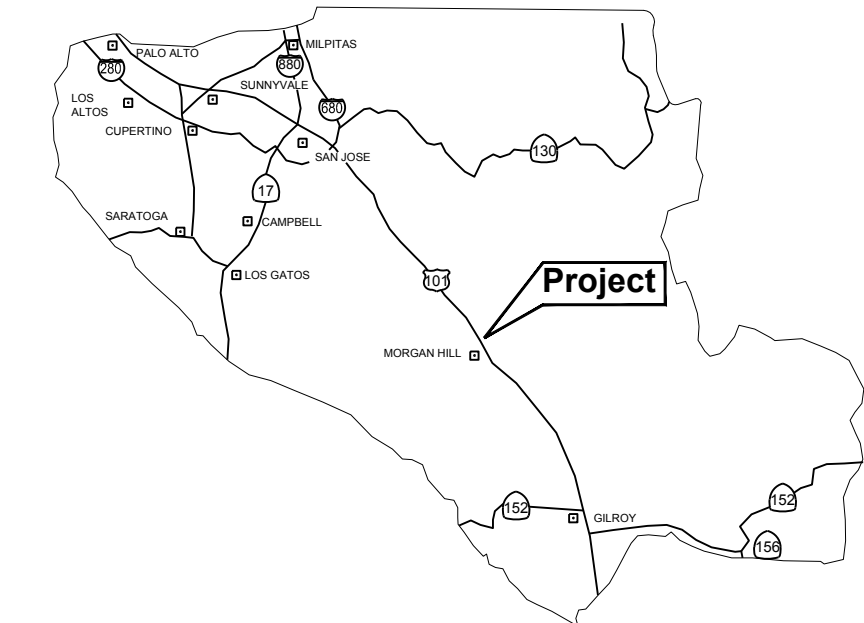 MILPITAS
PALO ALTO
880
280
SUNNYVALE
LOS
ALTOS
680
CUPERTINO
130
SAN JOSE
17
SARATOGA
CAMPBELL
LOS GATOS
101
Project
MORGAN HILL
152
152
GILROY
156